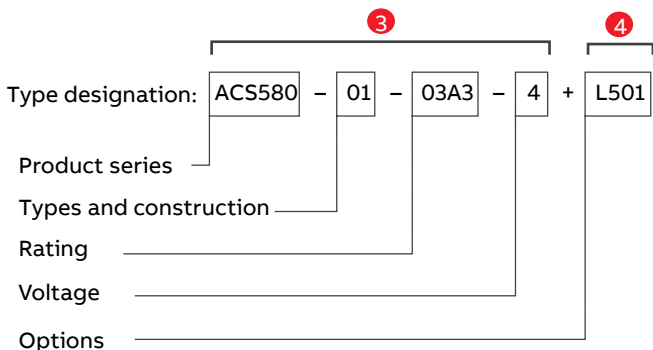 3 4
Type designation: ACS580 – 01 – 03A3 – 4 + L501
Product series
Types and construction
Rating
Voltage
Options